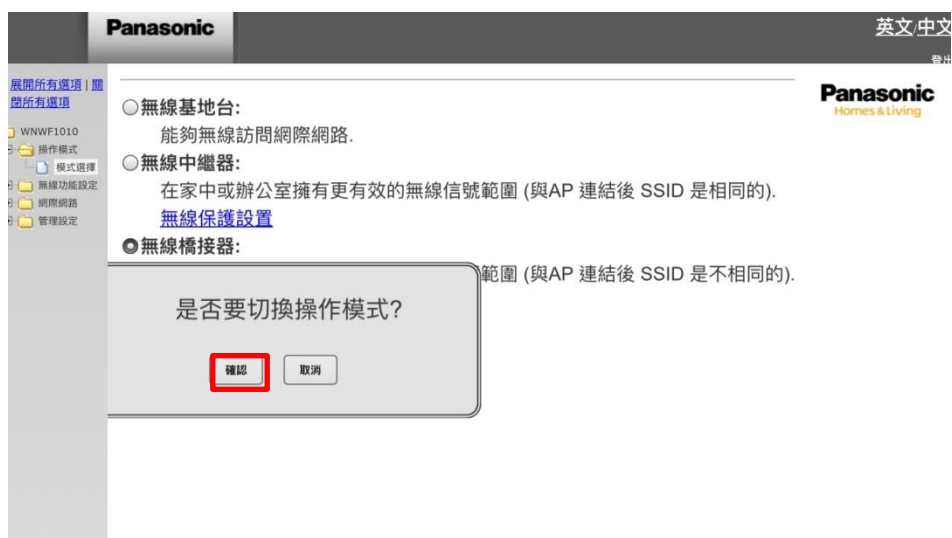 Panasonic
英文/中文
登出
展開所有選項 | 關
閉所有選項
WNWF1010
操作模式
模式選擇
無線功能設定
網際網路
管理設定
Panasonic
Homes & Living
無線基地台:
能夠無線訪問網際網路.
無線中繼器:
在家中或辦公室擁有更有效的無線信號範圍 (與AP 連結後 SSID 是相同的).
無線保護設置
無線橋接器:
範圍 (與AP 連結後 SSID 是不相同的).
是否要切換操作模式?
確認 取消